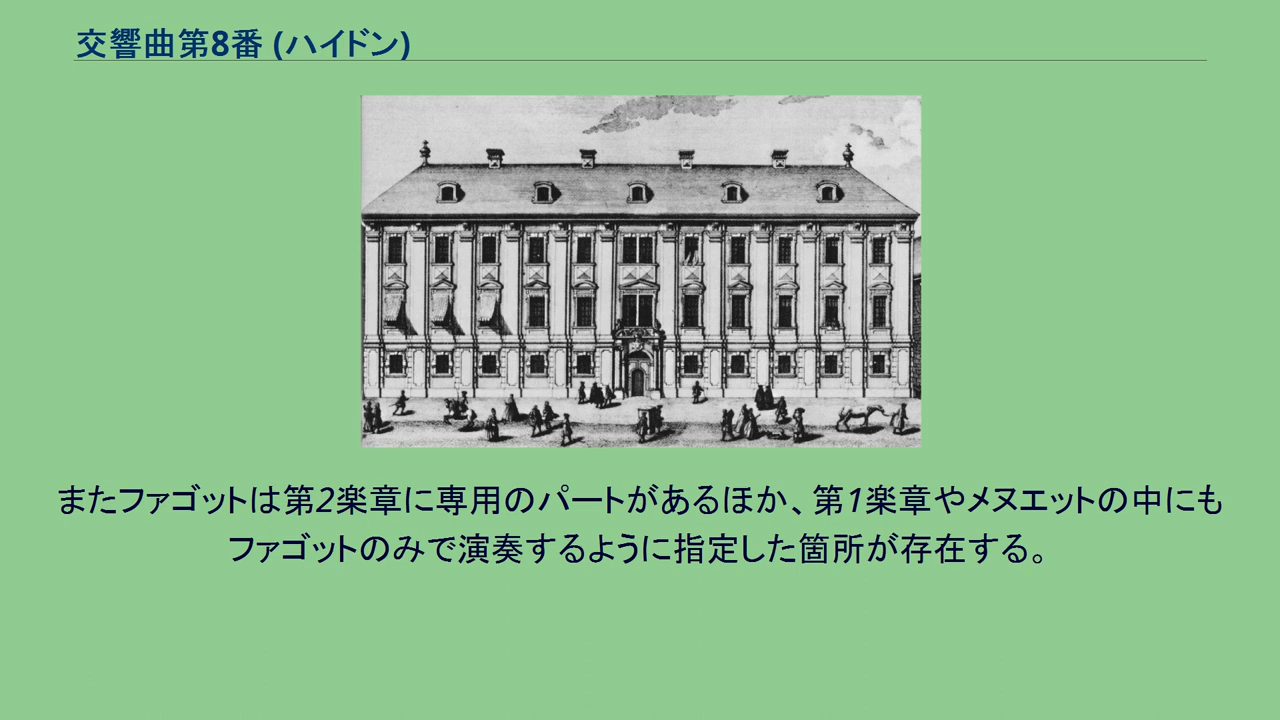 交響曲第8番 (ハイドン)
またファゴットは第2楽章に専用のパートがあるほか、第1楽章やメヌエットの中にも
ファゴットのみで演奏するように指定した箇所が存在する。